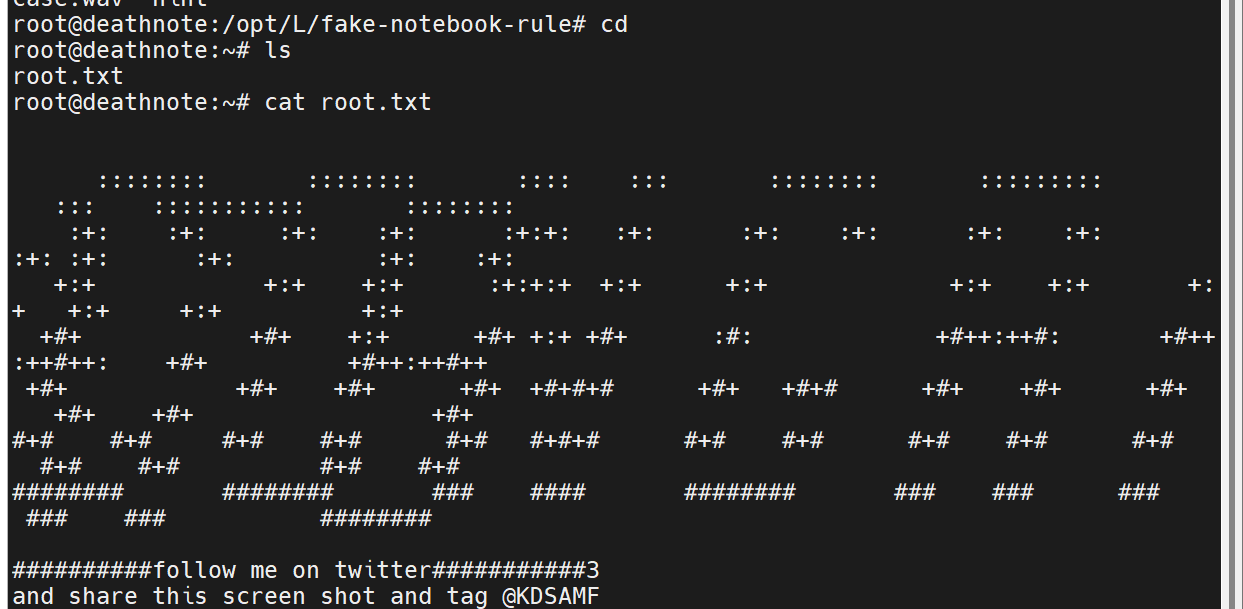 case.wav  hint
root@deathnote:/opt/L/fake-notebook-rule# cd
root@deathnote:~# ls
root.txt
root@deathnote:~# cat root.txt
      ::::::::       ::::::::       ::::    :::       ::::::::       :::::::::
   :::    :::::::::::       ::::::::
    :+:    :+:     :+:    :+:      :+:+:   :+:      :+:    :+:      :+:    :+:
:+: :+:      :+:          :+:    :+:
   +:+            +:+    +:+      :+:+:+  +:+      +:+             +:+    +:+       +:
+   +:+     +:+          +:+
  +#+            +#+    +:+      +#+ +:+ +#+      :#:             +#++:++#:       +#++
:++#++:    +#+          +#++:++#++
 +#+            +#+    +#+      +#+  +#+#+#      +#+   +#+#      +#+    +#+      +#+
   +#+    +#+                 +#+
#+#    #+#     #+#    #+#      #+#   #+#+#      #+#    #+#      #+#    #+#      #+#
  #+#    #+#          #+#    #+#
########       ########       ###    ####      ########       ###    ###      ###
 ###    ###           ########
##########follow me on twitter###########3
and share this screen shot and tag @KDSAMF